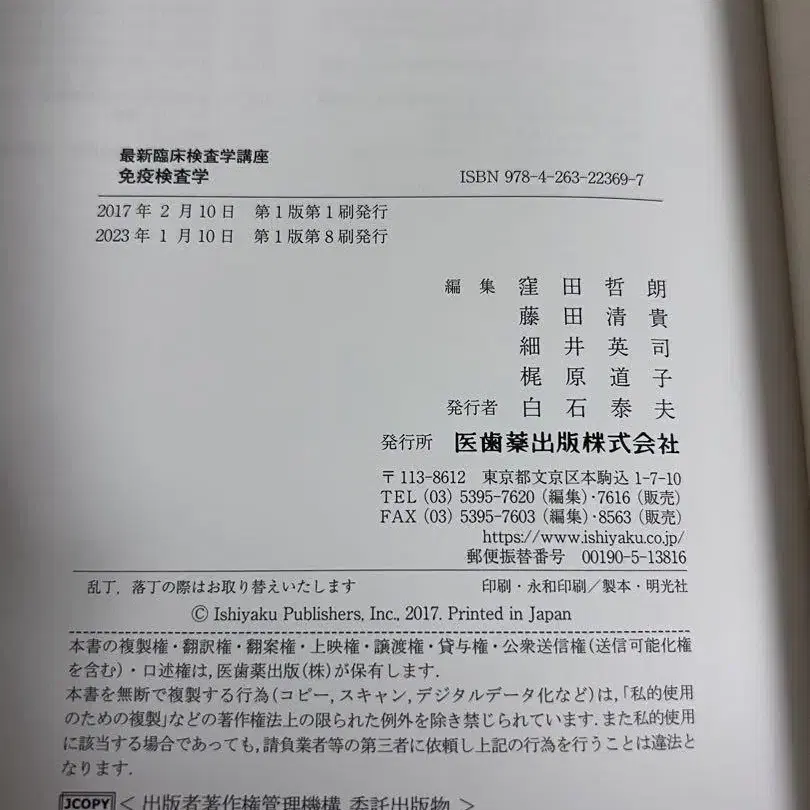 最新臨床検査学講座
免疫検査学 ISBN 978-4-263-22369-7
2017年 2月10日 第1版第1刷発行
2023年 1月10日 第1版第8刷発行
編集 窪田哲朗
藤田清貴
細井英司
梶原道子
発行者 白石泰夫
発行所 医歯薬出版株式会社
〒113-8612 東京都文京区本駒込 1-7-10
TEL (03) 5395-7620 (編集)・7616 (販売)
FAX (03) 5395-7603 (編集)・8563 (販売)
https://www.ishiyaku.co.jp/
郵便振替番号 00190-5-13816
乱丁,落丁の際はお取り替えいたします 印刷・永和印刷/製本・明光社
© Ishiyaku Publishers, Inc., 2017. Printed in Japan
本書の複製権・翻訳権・翻案権・上映権・譲渡権・貸与権・公衆送信権(送信可能化権
を含む)・口述権は,医歯薬出版(株)が保有します.
本書を無断で複製する行為(コピー,スキャン,デジタルデータ化など)は,「私的使用
のための複製」などの著作権法上の限られた例外を除き禁じられています.また私的使用
に該当する場合であっても,請負業者等の第三者に依頼し上記の行為を行うことは違法と
なります.
JCOPY <出版者著作権管理機構 委託出版物>